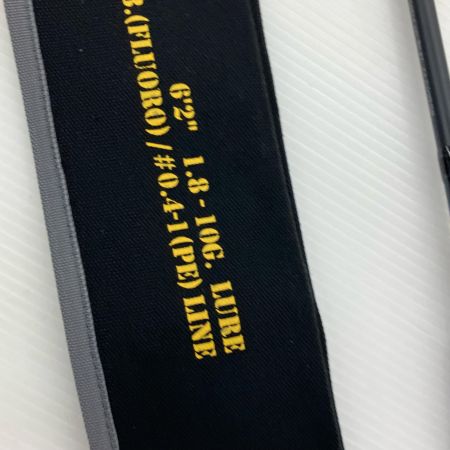 6'2" 1.8-10G. LURE
B.(FLUORO)/#0.4-1(PE) LINE